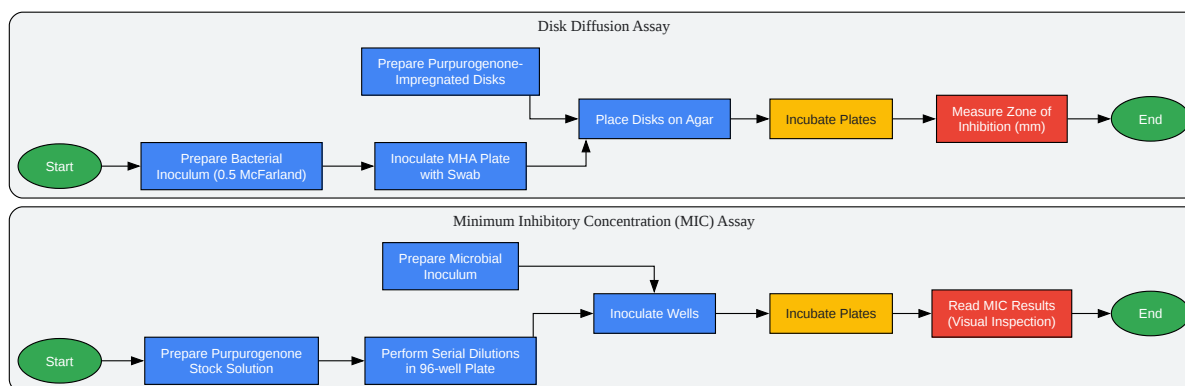 Disk Diffusion Assay
Prepare Purpurogenone-
Impregnated Disks
Place Disks on Agar
Incubate Plates
Measure Zone of
Inhibition (mm)
End
Start
Prepare Bacterial
Inoculum (0.5 McFarland)
Inoculate MHA Plate
with Swab
Minimum Inhibitory Concentration (MIC) Assay
Prepare Microbial
Inoculum
Inoculate Wells
Incubate Plates
Read MIC Results
(Visual Inspection)
End
Start
Prepare Purpurogenone
Stock Solution
Perform Serial Dilutions
in 96-well Plate